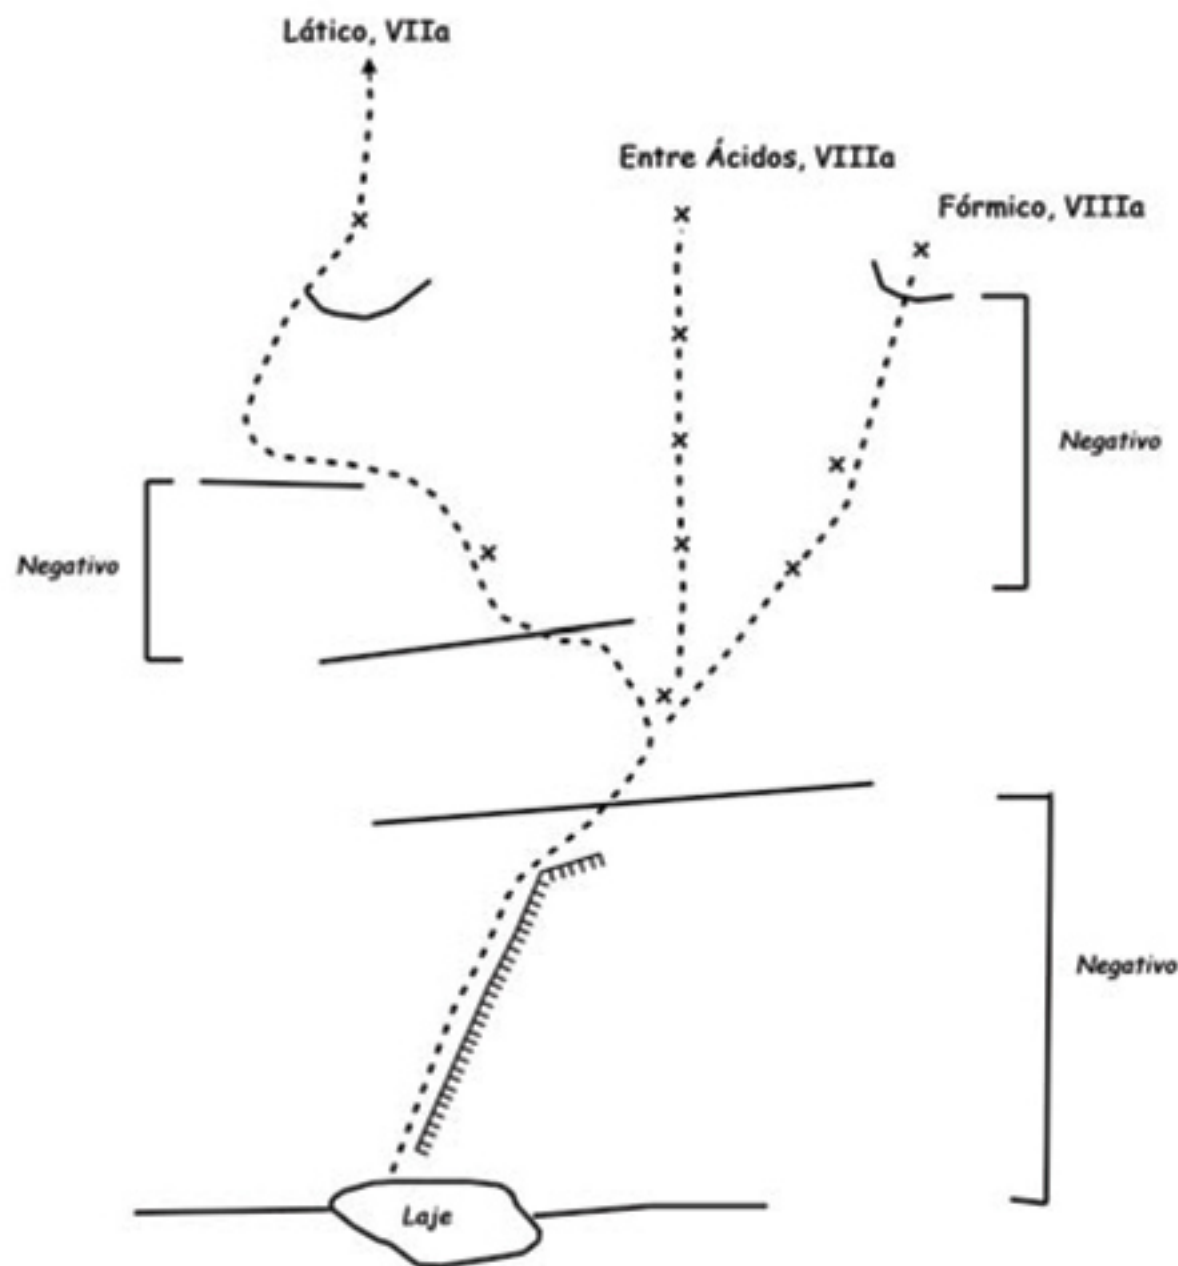 Lático, VIIa
Entre Ácidos, VIIIa
Fórmico, VIIIa
Negativo
Negativo
Negativo
Laje